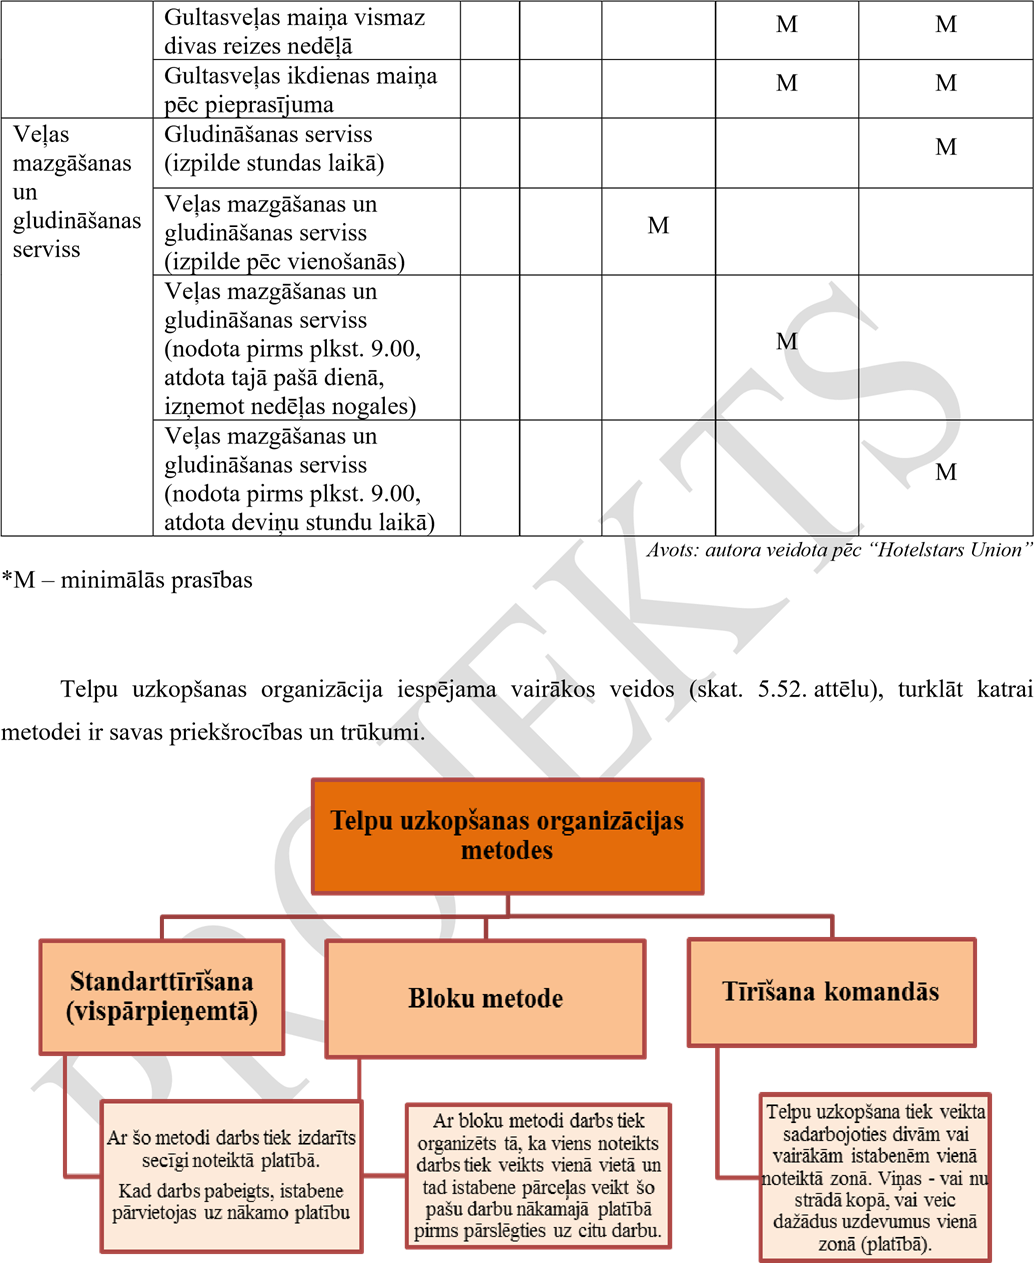 Gultasveļas maiņa vismaz
divas reizes nedēļā
M
M
Gultasveļas ikdienas maiņa
pēc pieprasījuma
M
M
Veļas
mazgāšanas
un
gludināšanas
serviss
Gludināšanas serviss
(izpilde stundas laikā)
M
Veļas mazgāšanas un
gludināšanas serviss
(izpilde pēc vienošanās)
M
Veļas mazgāšanas un
gludināšanas serviss
(nodota pirms plkst. 9.00,
atdota tajā pašā dienā,
izņemot nedēļas nogales)
M
Veļas mazgāšanas un
gludināšanas serviss
(nodota pirms plkst. 9.00,
atdota deviņu stundu laikā)
M
Avots: autora veidota pēc “Hotelstars Union”
*M – minimālās prasības
Telpu uzkopšanas organizācija iespējama vairākos veidos (skat. 5.52. attēlu), turklāt katrai
metodei ir savas priekšrocības un trūkumi.
PROJEKTS
Telpu uzkopšanas organizācijas
metodes
Standarttīrīšana
(vispārpieņemtā)
Bloku metode
Tīrīšana komandās
Ar šo metodi darbs tiek izdarīts
secīgi noteiktā platībā.
Kad darbs pabeigts, istabene
pārvietojas uz nākamo platību
Ar bloku metodi darbs tiek
organizēts tā, ka viens noteikts
darbs tiek veikts vienā vietā un
tad istabene pārceļas veikt šo
pašu darbu nākamajā platībā
pirms pārslēgties uz citu darbu.
Telpu uzkopšana tiek veikta
sadarbojoties divām vai
vairākām istabenēm vienā
noteiktā zonā. Viņas - vai nu
strādā kopā, vai veic
dažādus uzdevumus vienā
zonā (platībā).